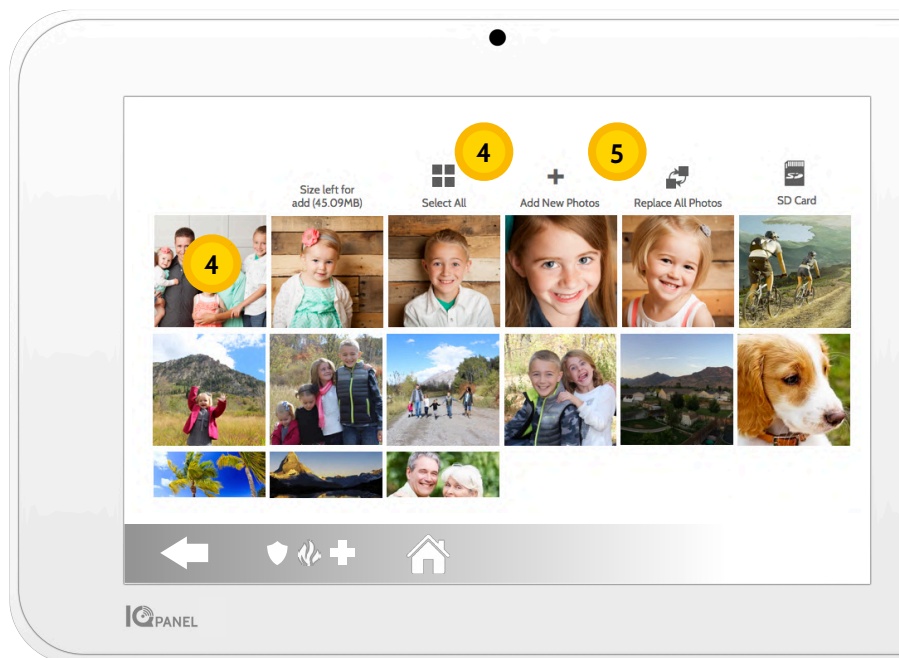 4
5
Size left for
add (45.09MB)
Select All
Add New Photos
Replace All Photos
SD Card
4
IQ PANEL